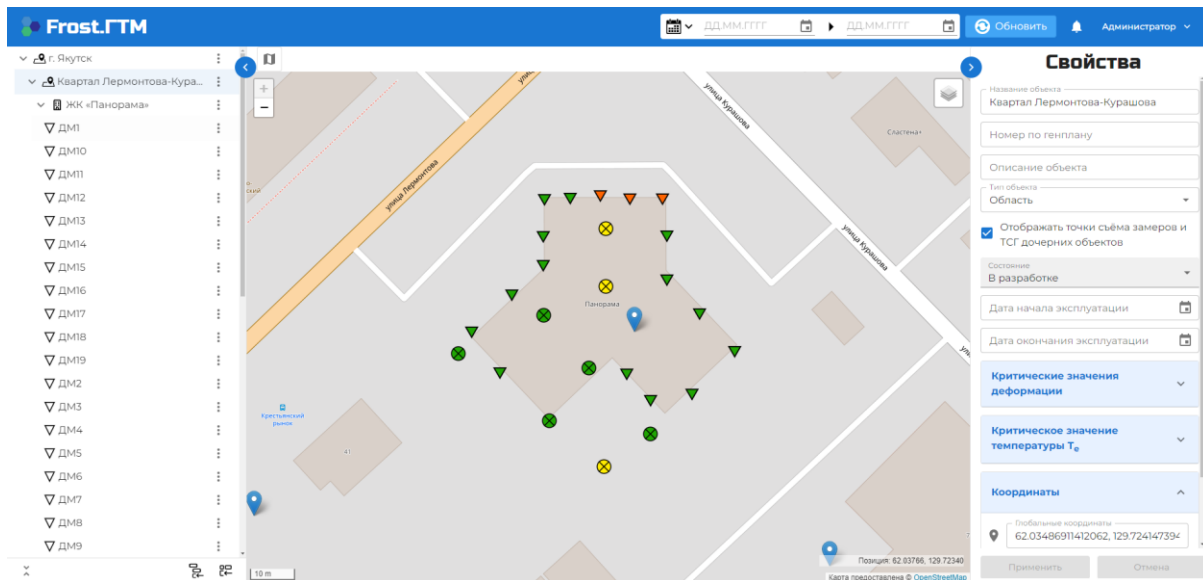 Frost.ГТМ
ДД.ММ.ГГГГ
ДД.ММ.ГГГГ
Обновить
Администратор
г. Якутск
Квартал Лермонтова-Кура...
ЖК «Панорама»
ДМ1
ДМ10
ДМ11
ДМ12
ДМ13
ДМ14
ДМ15
ДМ16
ДМ17
ДМ18
ДМ19
ДМ2
ДМ3
ДМ4
ДМ5
ДМ6
ДМ7
ДМ8
ДМ9
+
−
улица Лермонтова
улица Курашова
улица Курашова
Сластена+
Панорама
Крестьянский
рынок
41
10 m
Позиция: 62.03766, 129.72340
Карта предоставлена © OpenStreetMap
Свойства
Название объекта
Квартал Лермонтова-Курашова
Номер по генплану
Описание объекта
Тип объекта
Область
Отображать точки съёма замеров и
ТСГ дочерних объектов
Состояние
В разработке
Дата начала эксплуатации
Дата окончания эксплуатации
Критические значения
деформации
Критическое значение
температуры Te
Координаты
Глобальные координаты
62.03486911412062, 129.72414739
Применить
Отмена